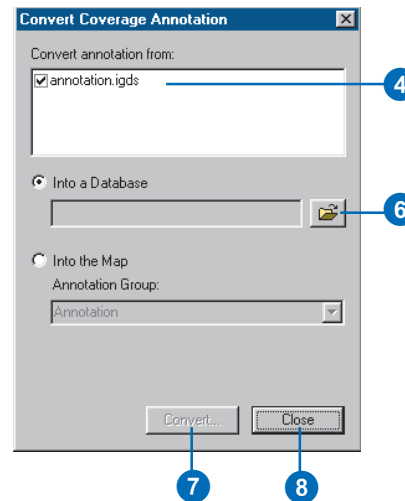 Convert Coverage Annotation
Convert annotation from:
annotation.igds
4
Into a Database
6
Into the Map
Annotation Group:
Annotation
Convert...
Close
7
8